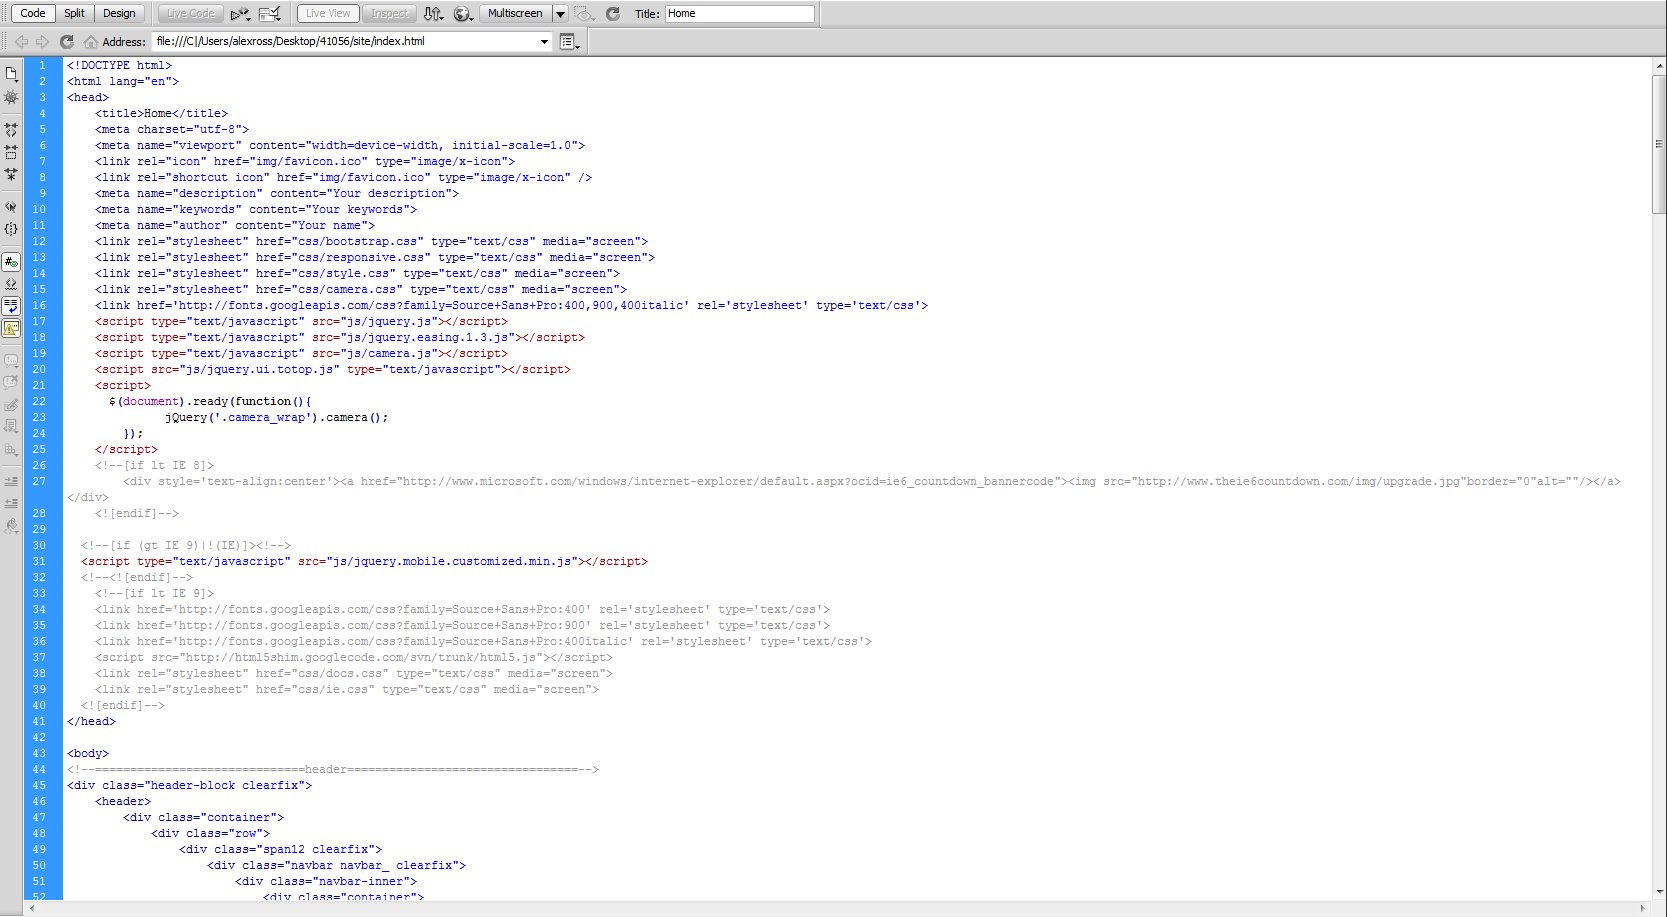 Code Split Design Live Code Live View Inspect Multiscreen Title: Home
Address: file:///C|/Users/alexross/Desktop/41056/site/index.html
1 <!DOCTYPE html>
2 <html lang="en">
3 <head>
4 <title>Home</title>
5 <meta charset="utf-8">
6 <meta name="viewport" content="width=device-width, initial-scale=1.0">
7 <link rel="icon" href="img/favicon.ico" type="image/x-icon">
8 <link rel="shortcut icon" href="img/favicon.ico" type="image/x-icon" />
9 <meta name="description" content="Your description">
10 <meta name="keywords" content="Your keywords">
11 <meta name="author" content="Your name">
12 <link rel="stylesheet" href="css/bootstrap.css" type="text/css" media="screen">
13 <link rel="stylesheet" href="css/responsive.css" type="text/css" media="screen">
14 <link rel="stylesheet" href="css/style.css" type="text/css" media="screen">
15 <link rel="stylesheet" href="css/camera.css" type="text/css" media="screen">
16 <link href='http://fonts.googleapis.com/css?family=Source+Sans+Pro:400,900,400italic' rel='stylesheet' type='text/css'>
17 <script type="text/javascript" src="js/jquery.js"></script>
18 <script type="text/javascript" src="js/jquery.easing.1.3.js"></script>
19 <script type="text/javascript" src="js/camera.js"></script>
20 <script src="js/jquery.ui.totop.js" type="text/javascript"></script>
21 <script>
22 $(document).ready(function(){
23 jQuery('.camera_wrap').camera();
24 });
25 </script>
26 <!--[if lt IE 8]>
27 <div style='text-align:center'><a href="http://www.microsoft.com/windows/internet-explorer/default.aspx?ocid=ie6_countdown_bannercode"><img src="http://www.theie6countdown.com/img/upgrade.jpg"border="0"alt=""/></a>
</div>
28 <![endif]-->
29
30 <!--[if (gt IE 9)|!(IE)]><!-->
31 <script type="text/javascript" src="js/jquery.mobile.customized.min.js"></script>
32 <!--<![endif]-->
33 <!--[if lt IE 9]>
34 <link href='http://fonts.googleapis.com/css?family=Source+Sans+Pro:400' rel='stylesheet' type='text/css'>
35 <link href='http://fonts.googleapis.com/css?family=Source+Sans+Pro:900' rel='stylesheet' type='text/css'>
36 <link href='http://fonts.googleapis.com/css?family=Source+Sans+Pro:400italic' rel='stylesheet' type='text/css'>
37 <script src="http://html5shim.googlecode.com/svn/trunk/html5.js"></script>
38 <link rel="stylesheet" href="css/docs.css" type="text/css" media="screen">
39 <link rel="stylesheet" href="css/ie.css" type="text/css" media="screen">
40 <![endif]-->
41 </head>
42
43 <body>
44 <!--==============================header=================================-->
45 <div class="header-block clearfix">
46 <header>
47 <div class="container">
48 <div class="row">
49 <div class="span12 clearfix">
50 <div class="navbar navbar_ clearfix">
51 <div class="navbar-inner">
52 <div class="container">